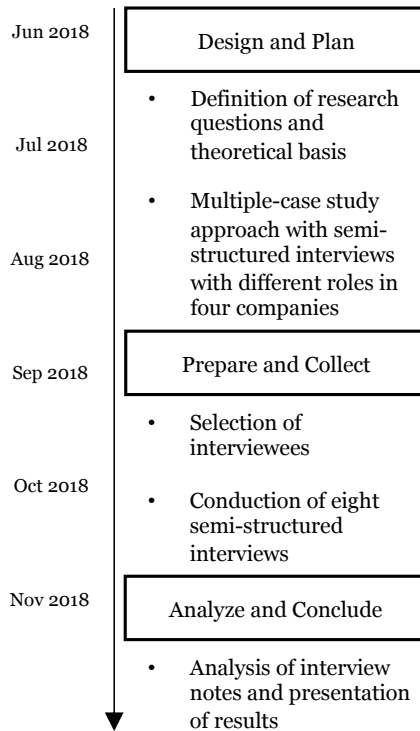 Jun 2018
Design and Plan
• Definition of research
questions and
theoretical basis
Jul 2018
• Multiple-case study
approach with semi-
structured interviews
with different roles in
four companies
Aug 2018
Prepare and Collect
Sep 2018
• Selection of
interviewees
Oct 2018
• Conduction of eight
semi-structured
interviews
Nov 2018
Analyze and Conclude
• Analysis of interview
notes and presentation
of results